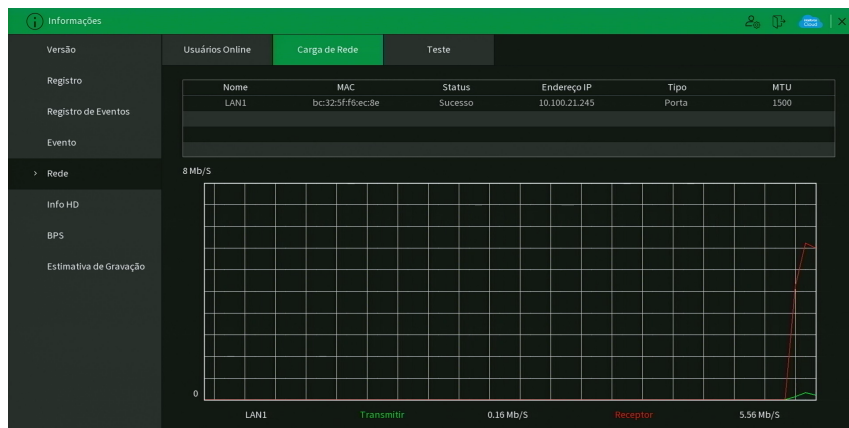 Informações
Cloud
Versão
Registro
Registro de Eventos
Evento
Rede
Info HD
BPS
Estimativa de Gravação
Usuários Online
Carga de Rede
Teste
Nome MAC Status Endereço IP Tipo MTU
LAN1 bc:32:5f:f6:ec:8e Sucesso 10.100.21.245 Porta 1500
8 Mb/S
0
LAN1 Transmitir 0.16 Mb/S Receptor 5.56 Mb/S